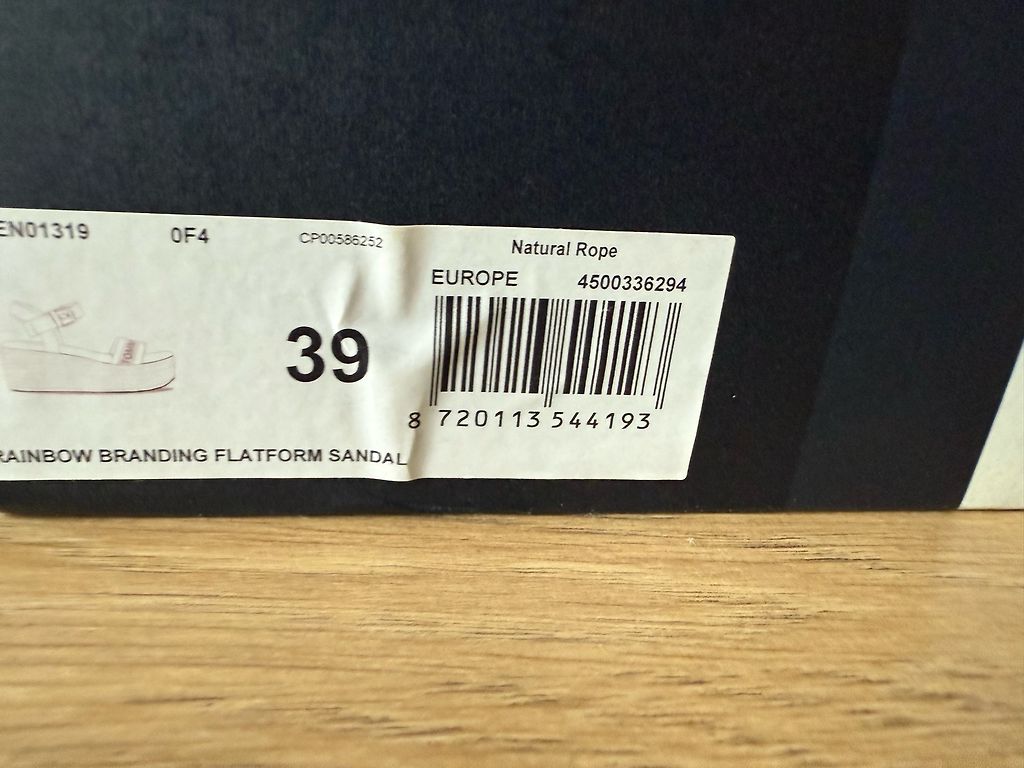 EN01319 0F4 CP00586252
Natural Rope
EUROPE 4500336294
39
8 720113 544193
RAINBOW BRANDING FLATFORM SANDAL